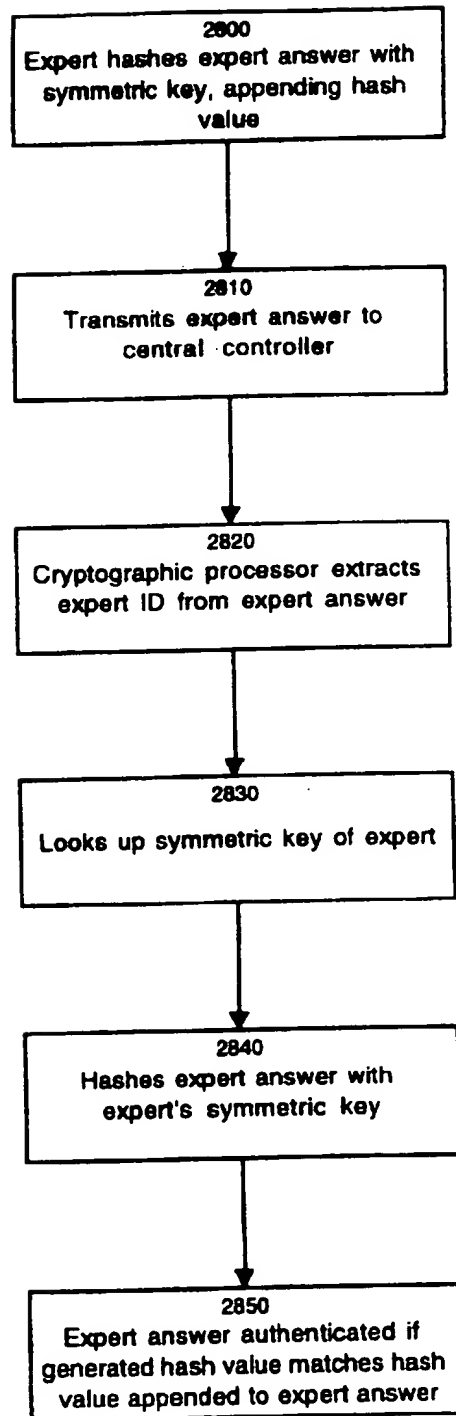 2800
Expert hashes expert answer with
symmetric key, appending hash
value
2810
Transmits expert answer to
central controller
2820
Cryptographic processor extracts
expert ID from expert answer
2830
Looks up symmetric key of expert
2840
Hashes expert answer with
expert's symmetric key
2850
Expert answer authenticated if
generated hash value matches hash
value appended to expert answer